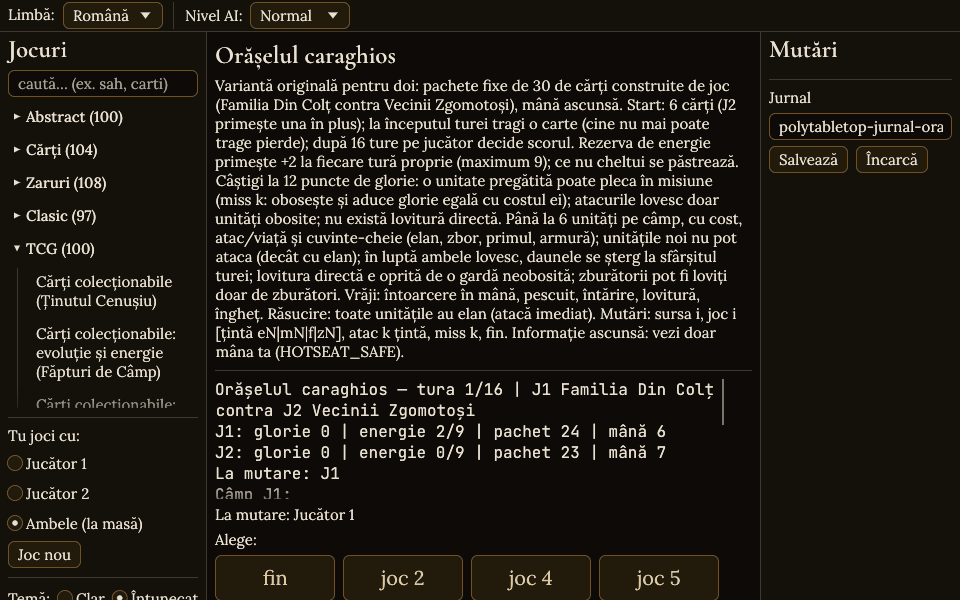 Limbă: Română ▼ Nivel AI: Normal ▼
Jocuri
caută... (ex. sah, carti)
▸ Abstract (100)
▸ Cărți (104)
▸ Zaruri (108)
▸ Clasic (97)
▾ TCG (100)
Cărți colecționabile
(Ținutul Cenușiu)
Cărți colecționabile:
evoluție și energie
(Făpturi de Câmp)
Cărți colecționabile:
Tu joci cu:
Jucător 1
Jucător 2
Ambele (la masă)
Joc nou
Temă: Clar Întunecat
Orășelul caraghios
Variantă originală pentru doi: pachete fixe de 30 de cărți construite de joc
(Familia Din Colț contra Vecinii Zgomotoși), mână ascunsă. Start: 6 cărți (J2
primește una în plus); la începutul turei tragi o carte (cine nu mai poate
trage pierde); după 16 ture pe jucător decide scorul. Rezerva de energie
primește +2 la fiecare tură proprie (maximum 9); ce nu cheltui se păstrează.
Câștigi la 12 puncte de glorie: o unitate pregătită poate pleca în misiune
(miss k: obosește și aduce glorie egală cu costul ei); atacurile lovesc doar
unități obosite; nu există lovitură directă. Până la 6 unități pe câmp, cu cost,
atac/viață și cuvinte-cheie (elan, zbor, primul, armură); unitățile noi nu pot
ataca (decât cu elan); în luptă ambele lovesc, daunele se șterg la sfârșitul
turei; lovitura directă e oprită de o gardă neobosită; zburătorii pot fi loviți
doar de zburători. Vrăji: întoarcere în mână, pescuit, întărire, lovitură,
îngheț. Răsucire: toate unitățile au elan (atacă imediat). Mutări: sursa i, joc i
[țintă eN|mN|f|zN], atac k țintă, miss k, fin. Informație ascunsă: vezi doar
mâna ta (HOTSEAT_SAFE).
Orășelul caraghios — tura 1/16 | J1 Familia Din Colț
contra J2 Vecinii Zgomotoși
J1: glorie 0 | energie 2/9 | pachet 24 | mână 6
J2: glorie 0 | energie 0/9 | pachet 23 | mână 7
La mutare: J1
Câmp J1:
La mutare: Jucător 1
Alege:
fin joc 2 joc 4 joc 5
Mutări
Jurnal
polytabletop-jurnal-ora
Salvează Încarcă